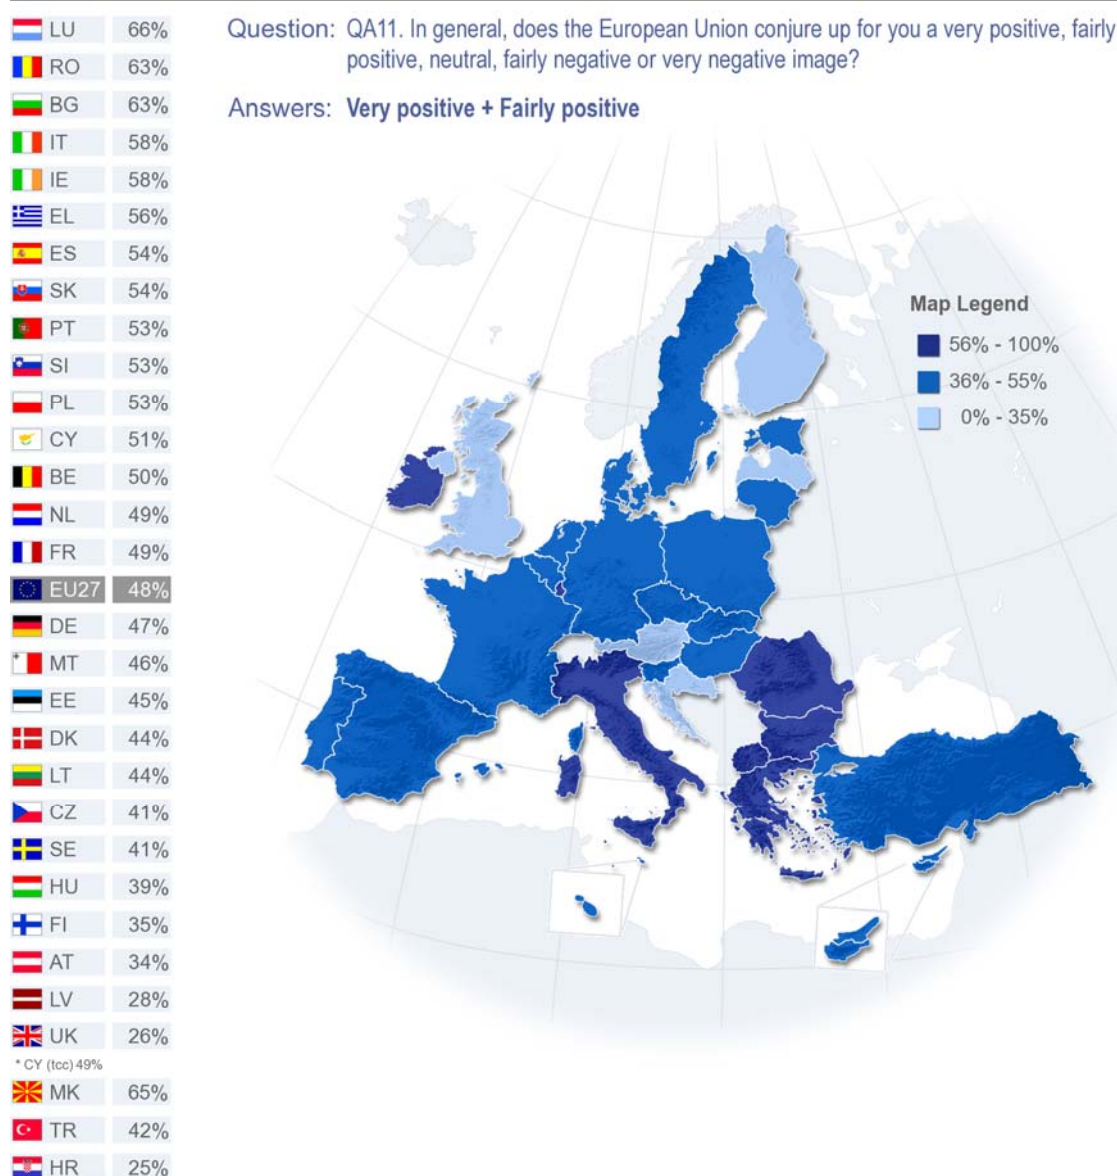 Question: QA11. In general, does the European Union conjure up for you a very positive, fairly
positive, neutral, fairly negative or very negative image?
Answers: Very positive + Fairly positive
LU 66%
RO 63%
BG 63%
IT 58%
IE 58%
EL 56%
ES 54%
SK 54%
PT 53%
SI 53%
PL 53%
CY 51%
BE 50%
NL 49%
FR 49%
EU27 48%
DE 47%
MT 46%
EE 45%
DK 44%
LT 44%
CZ 41%
SE 41%
HU 39%
FI 35%
AT 34%
LV 28%
UK 26%
* CY (tcc) 49%
MK 65%
TR 42%
HR 25%
Map Legend
56% - 100%
36% - 55%
0% - 35%